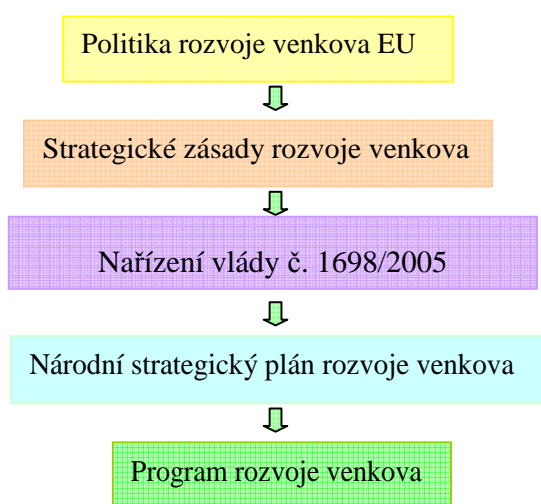 Politika rozvoje venkova EU
Strategické zásady rozvoje venkova
Nařízení vlády č. 1698/2005
Národní strategický plán rozvoje venkova
Program rozvoje venkova